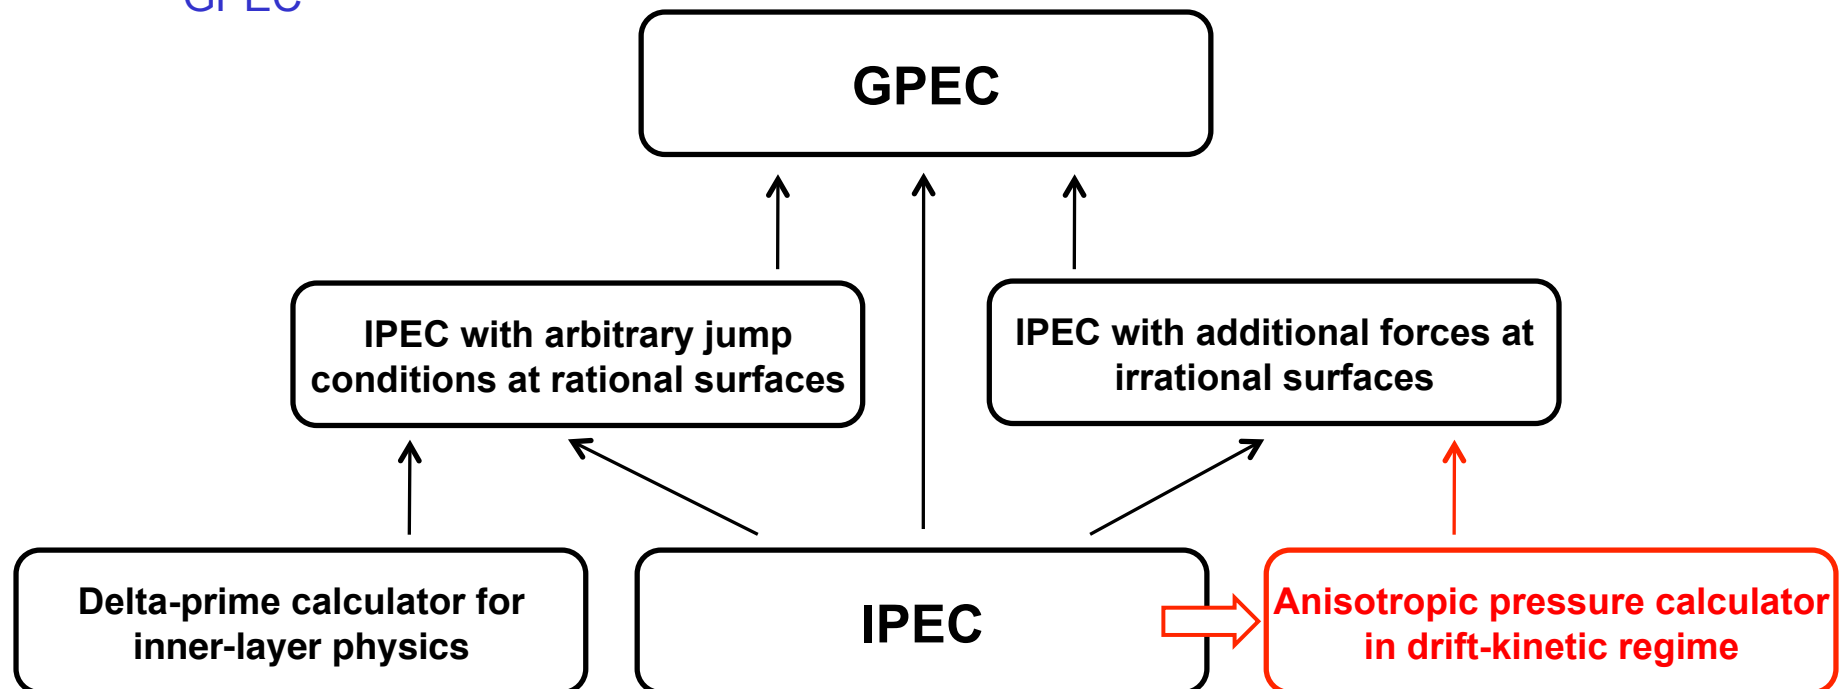 GPEC
GPEC
IPEC with arbitrary jump
conditions at rational surfaces
IPEC with additional forces at
irrational surfaces
Delta-prime calculator for
inner-layer physics
IPEC
Anisotropic pressure calculator
in drift-kinetic regime